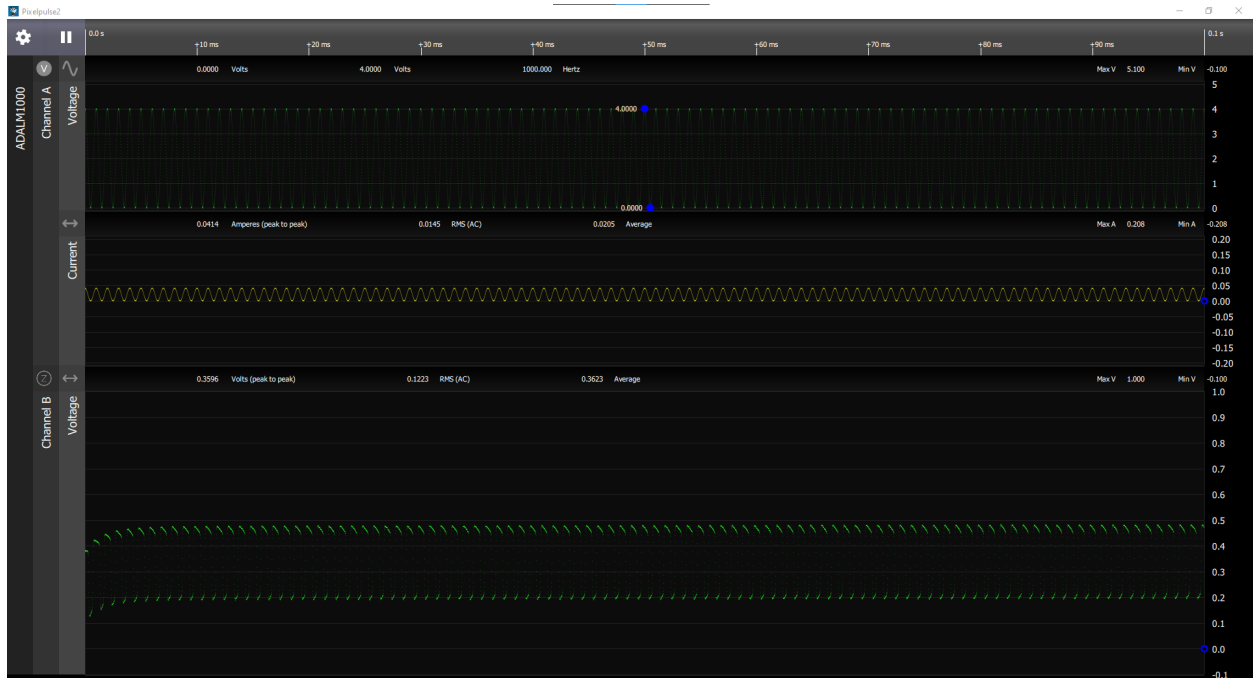 Pixelpulse2
0.0 s
+10 ms
+20 ms
+30 ms
+40 ms
+50 ms
+60 ms
+70 ms
+80 ms
+90 ms
0.1 s
ADALM1000
Channel A
V
Voltage
0.0000 Volts 4.0000 Volts 1000.000 Hertz Max V 5.100 Min V -0.100
5
4.0000
4
3
2
1
0.0000
0
Current
0.0414 Amperes (peak to peak) 0.0145 RMS (AC) 0.0205 Average Max A 0.208 Min A -0.208
0.20
0.15
0.10
0.05
0.00
-0.05
-0.10
-0.15
-0.20
Channel B
Z
Voltage
0.3596 Volts (peak to peak) 0.1223 RMS (AC) 0.3623 Average Max V 1.000 Min V -0.100
1.0
0.9
0.8
0.7
0.6
0.5
0.4
0.3
0.2
0.1
0.0
-0.1